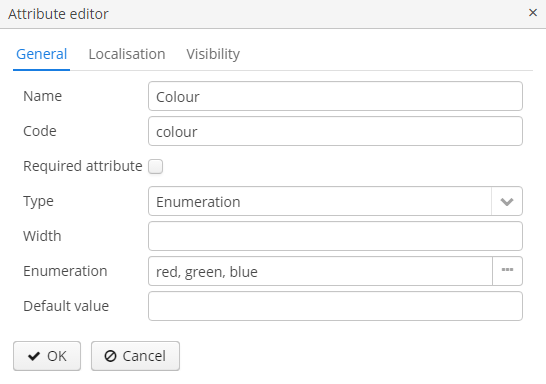 Attribute editor ×
General Localisation Visibility
Name Colour
Code colour
Required attribute
Type Enumeration
Width
Enumeration red, green, blue ...
Default value
OK Cancel